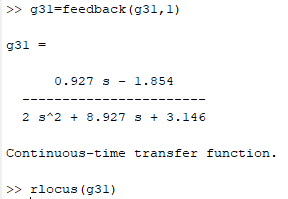 >> g31=feedback(g31,1)
g31 =
0.927 s - 1.854
-----------------------
2 s^2 + 8.927 s + 3.146
Continuous-time transfer function.
>> rlocus(g31)